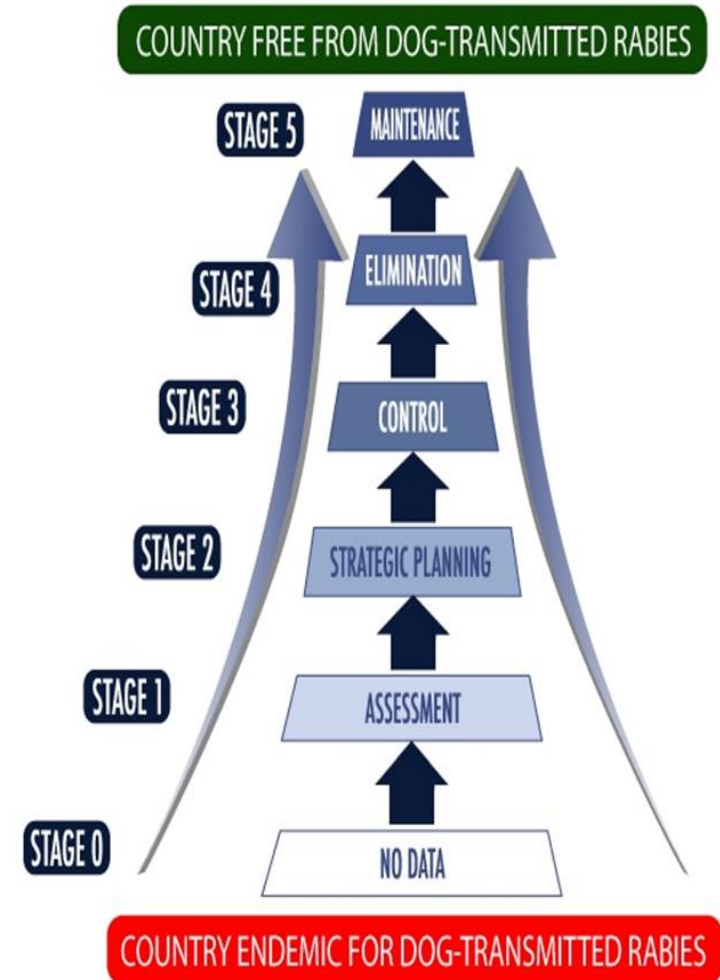 COUNTRY FREE FROM DOG-TRANSMITTED RABIES
STAGE 5
MAINTENANCE
STAGE 4
ELIMINATION
STAGE 3
CONTROL
STAGE 2
STRATEGIC PLANNING
STAGE 1
ASSESSMENT
STAGE 0
NO DATA
COUNTRY ENDEMIC FOR DOG-TRANSMITTED RABIES